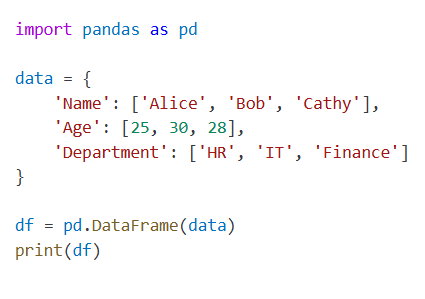 import pandas as pd
data = {
    'Name': ['Alice', 'Bob', 'Cathy'],
    'Age': [25, 30, 28],
    'Department': ['HR', 'IT', 'Finance']
}
df = pd.DataFrame(data)
print(df)